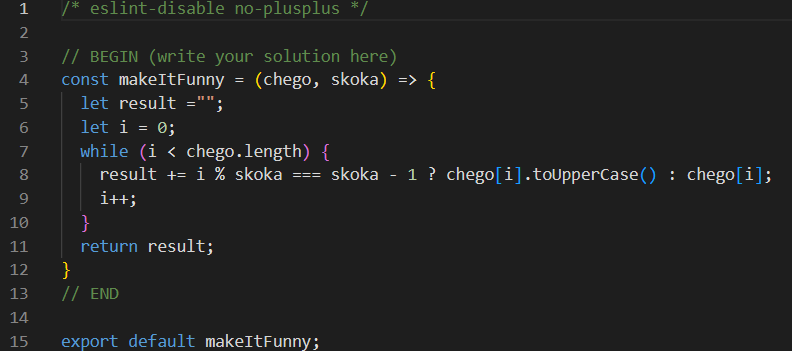 1 /* eslint-disable no-plusplus */
2
3 // BEGIN (write your solution here)
4 const makeItFunny = (chego, skoka) => {
5   let result ="";
6   let i = 0;
7   while (i < chego.length) {
8     result += i % skoka === skoka - 1 ? chego[i].toUpperCase() : chego[i];
9     i++;
10   }
11   return result;
12 }
13 // END
14
15 export default makeItFunny;